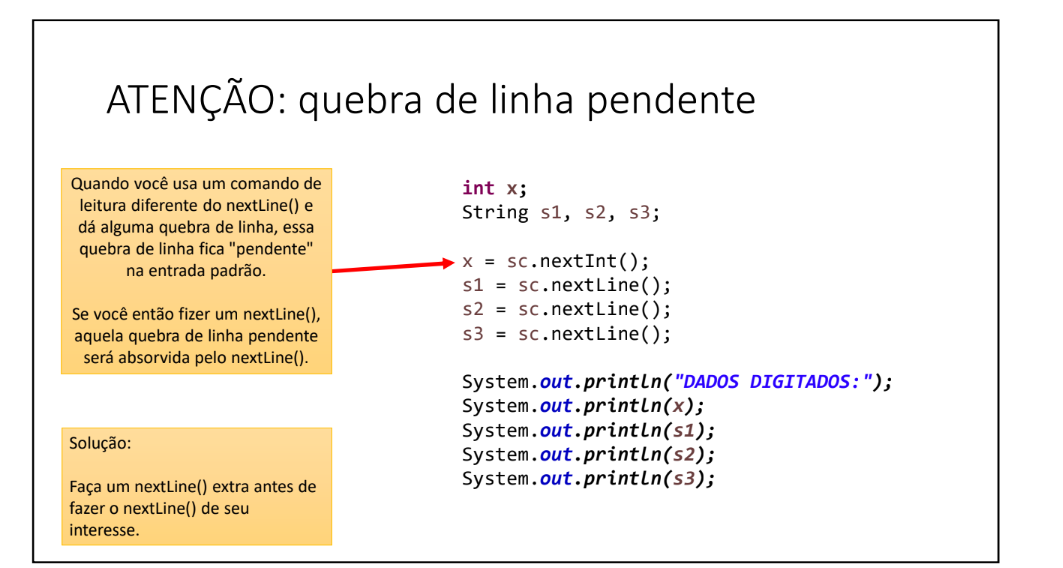 ATENÇÃO: quebra de linha pendente
Quando você usa um comando de
leitura diferente do nextLine() e
dá alguma quebra de linha, essa
quebra de linha fica "pendente"
na entrada padrão.
Se você então fizer um nextLine(),
aquela quebra de linha pendente
será absorvida pelo nextLine().
Solução:
Faça um nextLine() extra antes de
fazer o nextLine() de seu
interesse.
int x;
String s1, s2, s3;
x = sc.nextInt();
s1 = sc.nextLine();
s2 = sc.nextLine();
s3 = sc.nextLine();
System.out.println("DADOS DIGITADOS:");
System.out.println(x);
System.out.println(s1);
System.out.println(s2);
System.out.println(s3);